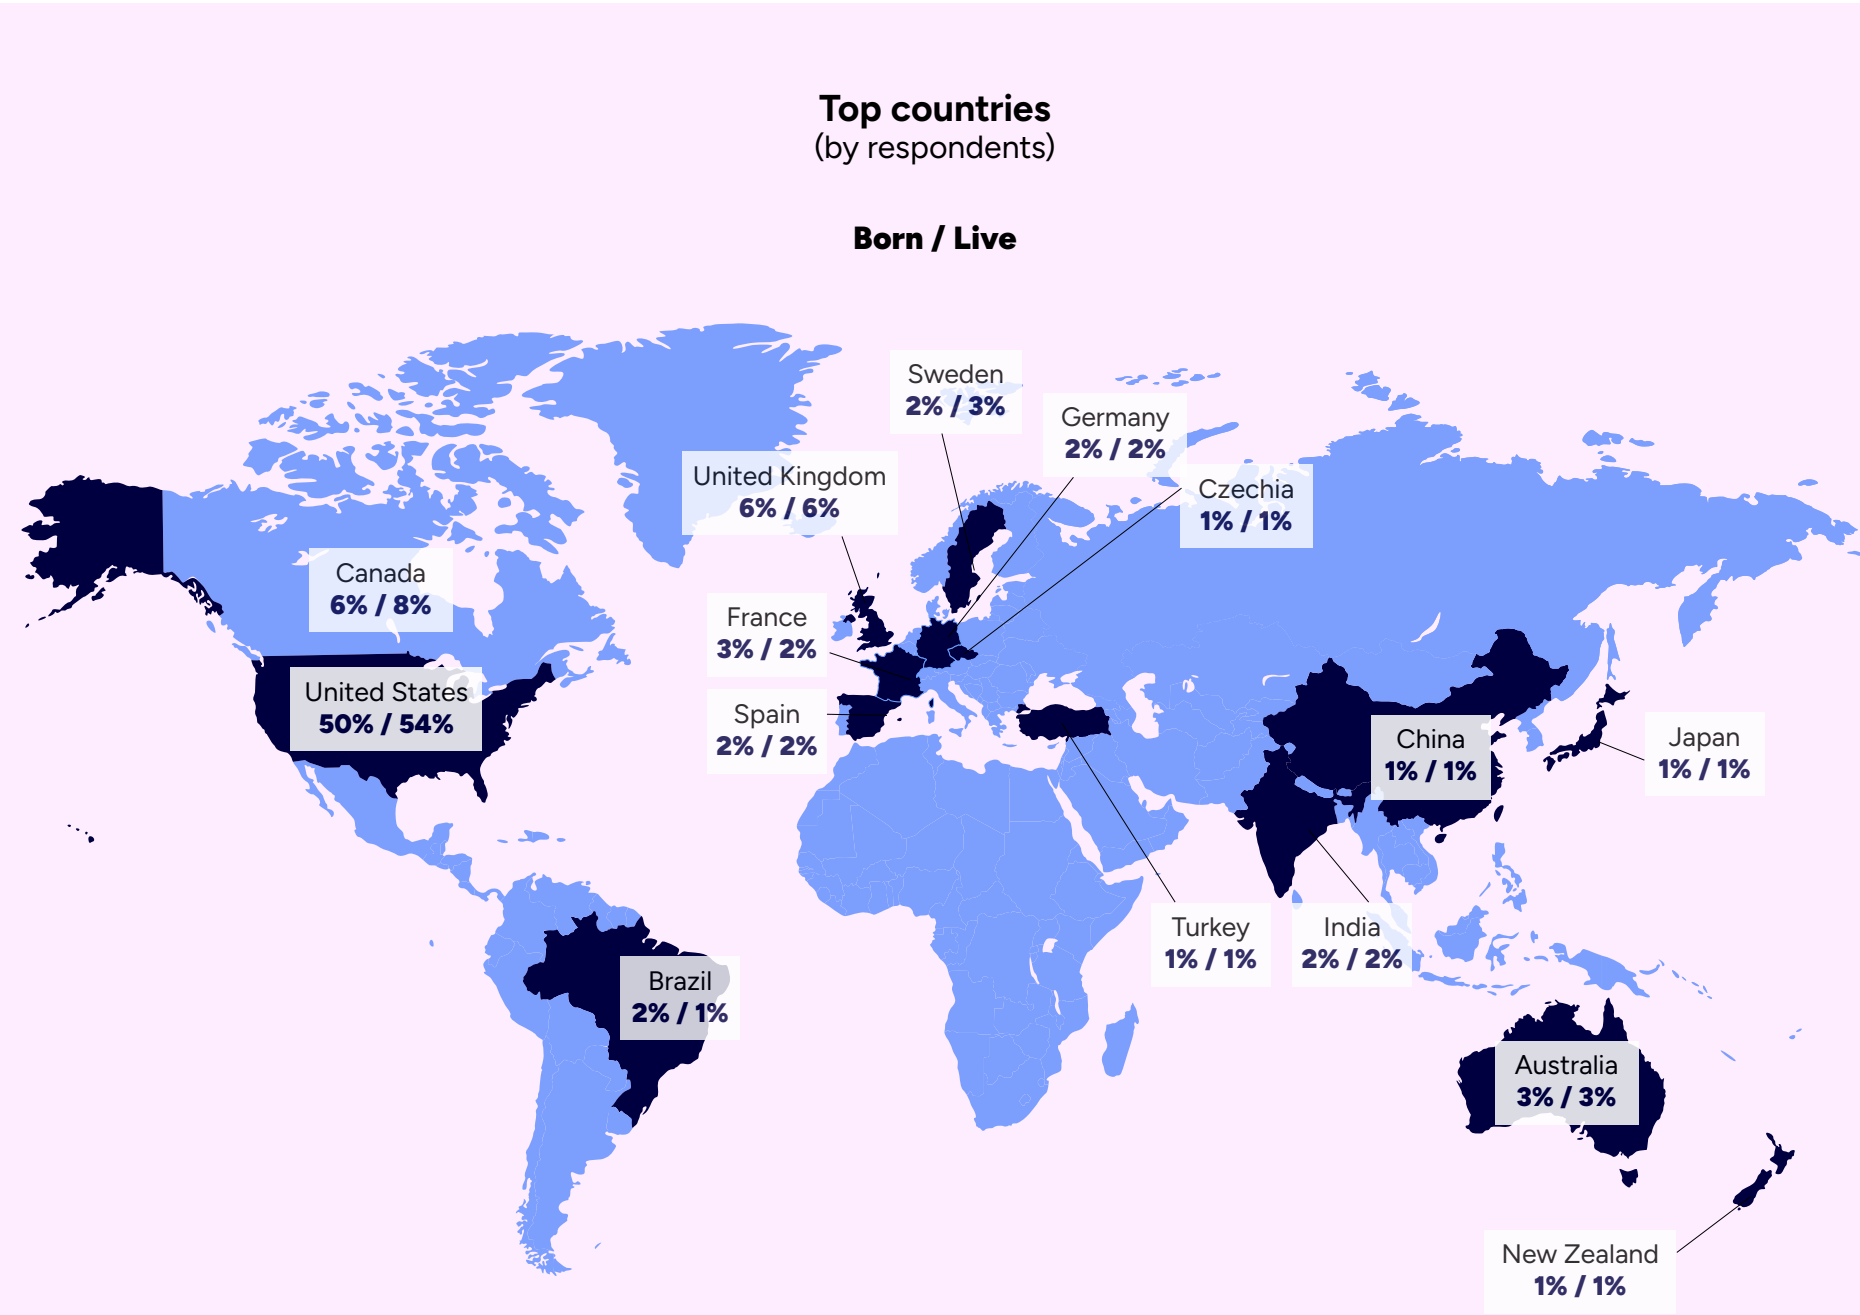 Top countries
(by respondents)
Born / Live
Sweden
2% / 3%
Germany
2% / 2%
United Kingdom
6% / 6%
Czechia
1% / 1%
Canada
6% / 8%
France
3% / 2%
United States
50% / 54%
Spain
2% / 2%
China
1% / 1%
Japan
1% / 1%
Turkey
1% / 1%
India
2% / 2%
Brazil
2% / 1%
Australia
3% / 3%
New Zealand
1% / 1%